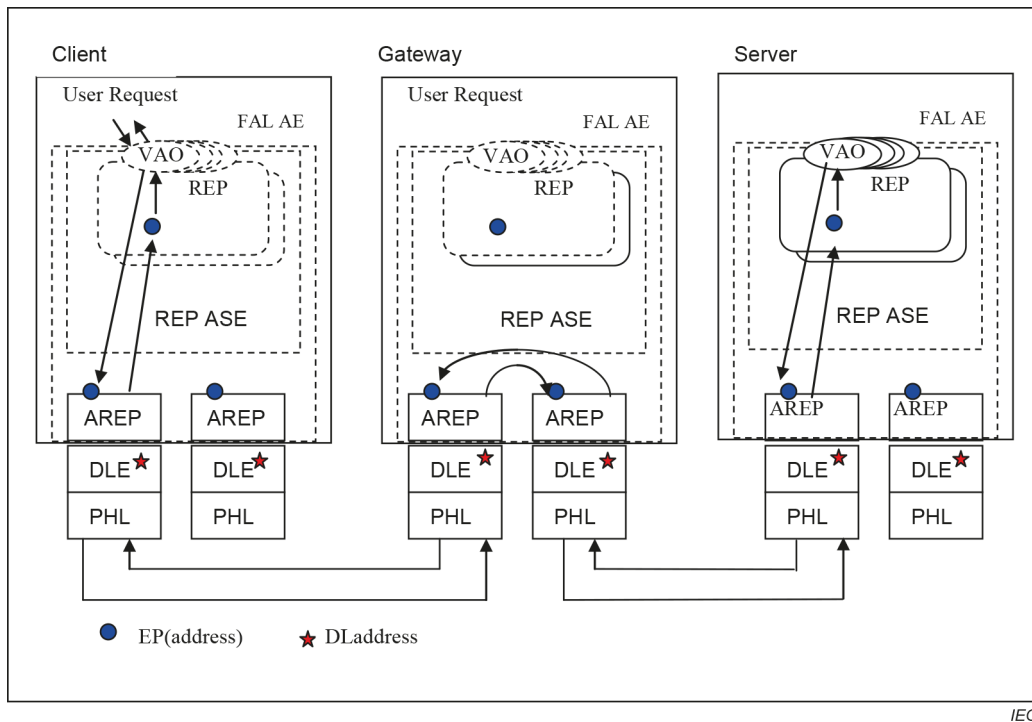 Client
User Request
FAL AE
VAO
REP
REP ASE
AREP
AREP
DLE
DLE
PHL
PHL
Gateway
User Request
FAL AE
VAO
REP
REP ASE
AREP
AREP
DLE
DLE
PHL
PHL
Server
FAL AE
VAO
REP
REP ASE
AREP
AREP
DLE
DLE
PHL
PHL
EP(address)
DLaddress
IEC